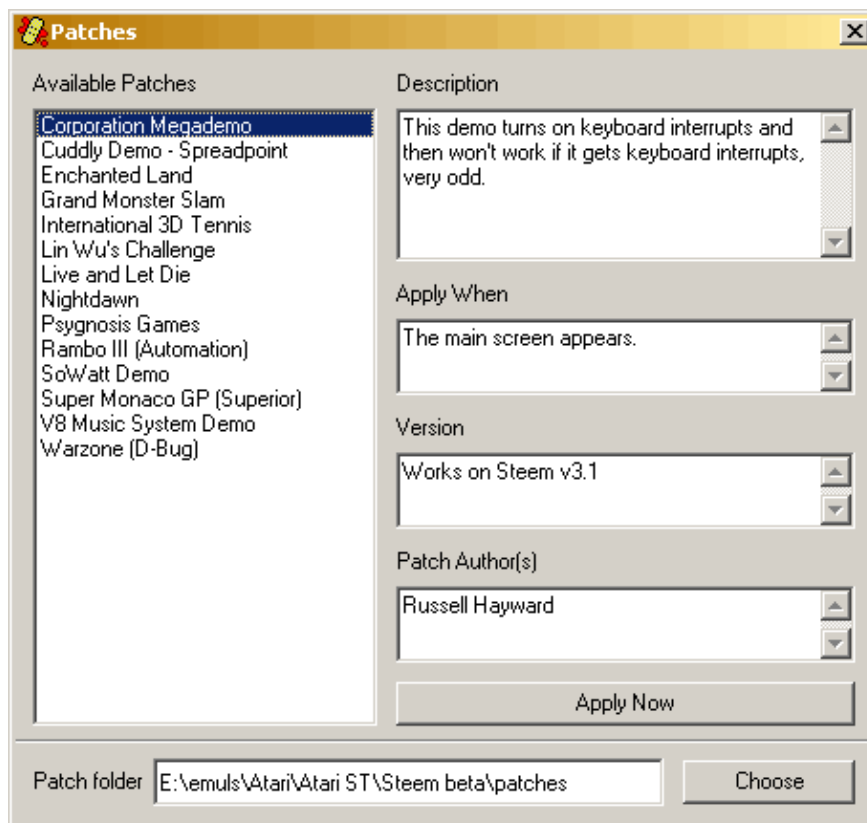 Patches
Available Patches
Corporation Megademo
Cuddly Demo - Spreadpoint
Enchanted Land
Grand Monster Slam
International 3D Tennis
Lin Wu's Challenge
Live and Let Die
Nightdawn
Psygnosis Games
Rambo III (Automation)
SoWatt Demo
Super Monaco GP (Superior)
V8 Music System Demo
Warzone (D-Bug)
Description
This demo turns on keyboard interrupts and
then won't work if it gets keyboard interrupts,
very odd.
Apply When
The main screen appears.
Version
Works on Steem v3.1
Patch Author(s)
Russell Hayward
Apply Now
Patch folder
E:\emuls\Atari\Atari ST\Steem beta\patches
Choose